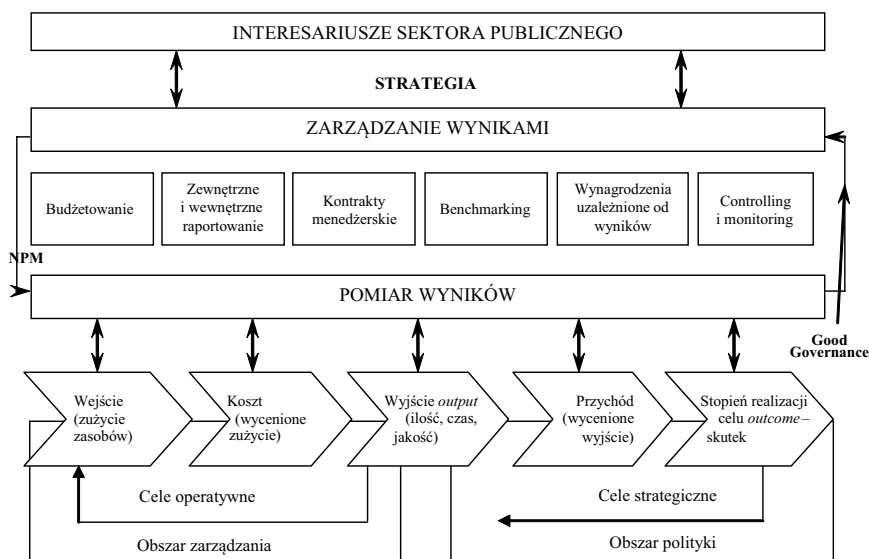 INTERESARIUSZE SEKTORA PUBLICZNEGO
STRATEGIA
ZARZĄDZANIE WYNIKAMI
Budżetowanie
Zewnętrzne
i wewnętrzne
raportowanie
Kontrakty
menedżerskie
Benchmarking
Wynagrodzenia
uzależnione od
wyników
Controlling
i monitoring
NPM
POMIAR WYNIKÓW
Good
Governance
Wejście
(zużycie
zasobów)
Koszt
(wycenione
zużycie)
Wyjście output
(ilość, czas,
jakość)
Przychód
(wycenione
wyjście)
Stopień realizacji
celu outcome–
skutek
Cele operatywne
Cele strategiczne
Obszar zarządzania
Obszar polityki